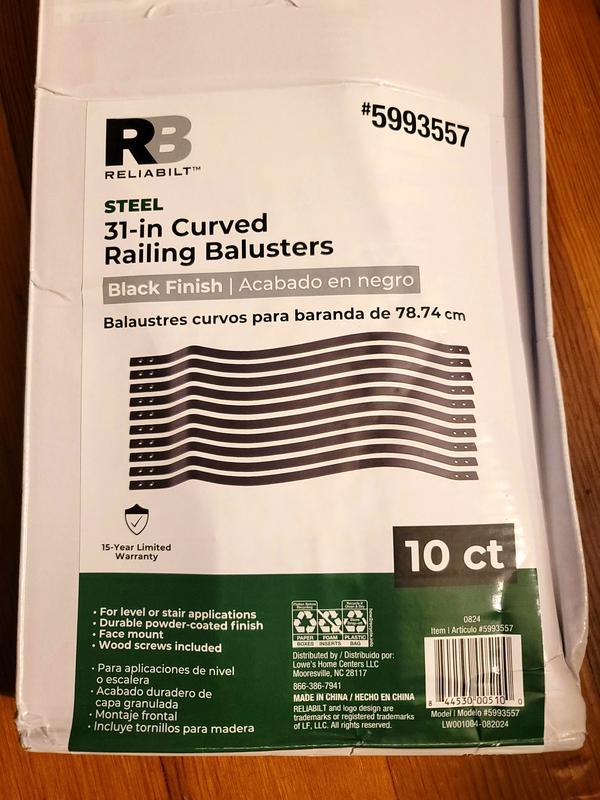 RB
RELIABILT™
#5993557
STEEL
31-in Curved
Railing Balusters
Black Finish | Acabado en negro
Balaustres curvos para baranda de 78.74 cm
15-Year Limited
Warranty
10 ct
• For level or stair applications
• Durable powder-coated finish
• Face mount
• Wood screws included
• Para aplicaciones de nivel
o escalera
• Acabado duradero de
capa granulada
• Montaje frontal
• Incluye tornillos para madera
PAPER
BOXES
FOAM
INSERTS
PLASTIC
BAG
Distributed by / Distribuido por:
Lowe's Home Centers LLC
Mooresville, NC 28117
866-386-7941
MADE IN CHINA / HECHO EN CHINA
RELIABILT and logo design are
trademarks or registered trademarks
of LF, LLC. All rights reserved.
0824
Item | Artículo #5993557
8 44530 00510 0
Model | Modelo #5993557
LW001004-082024